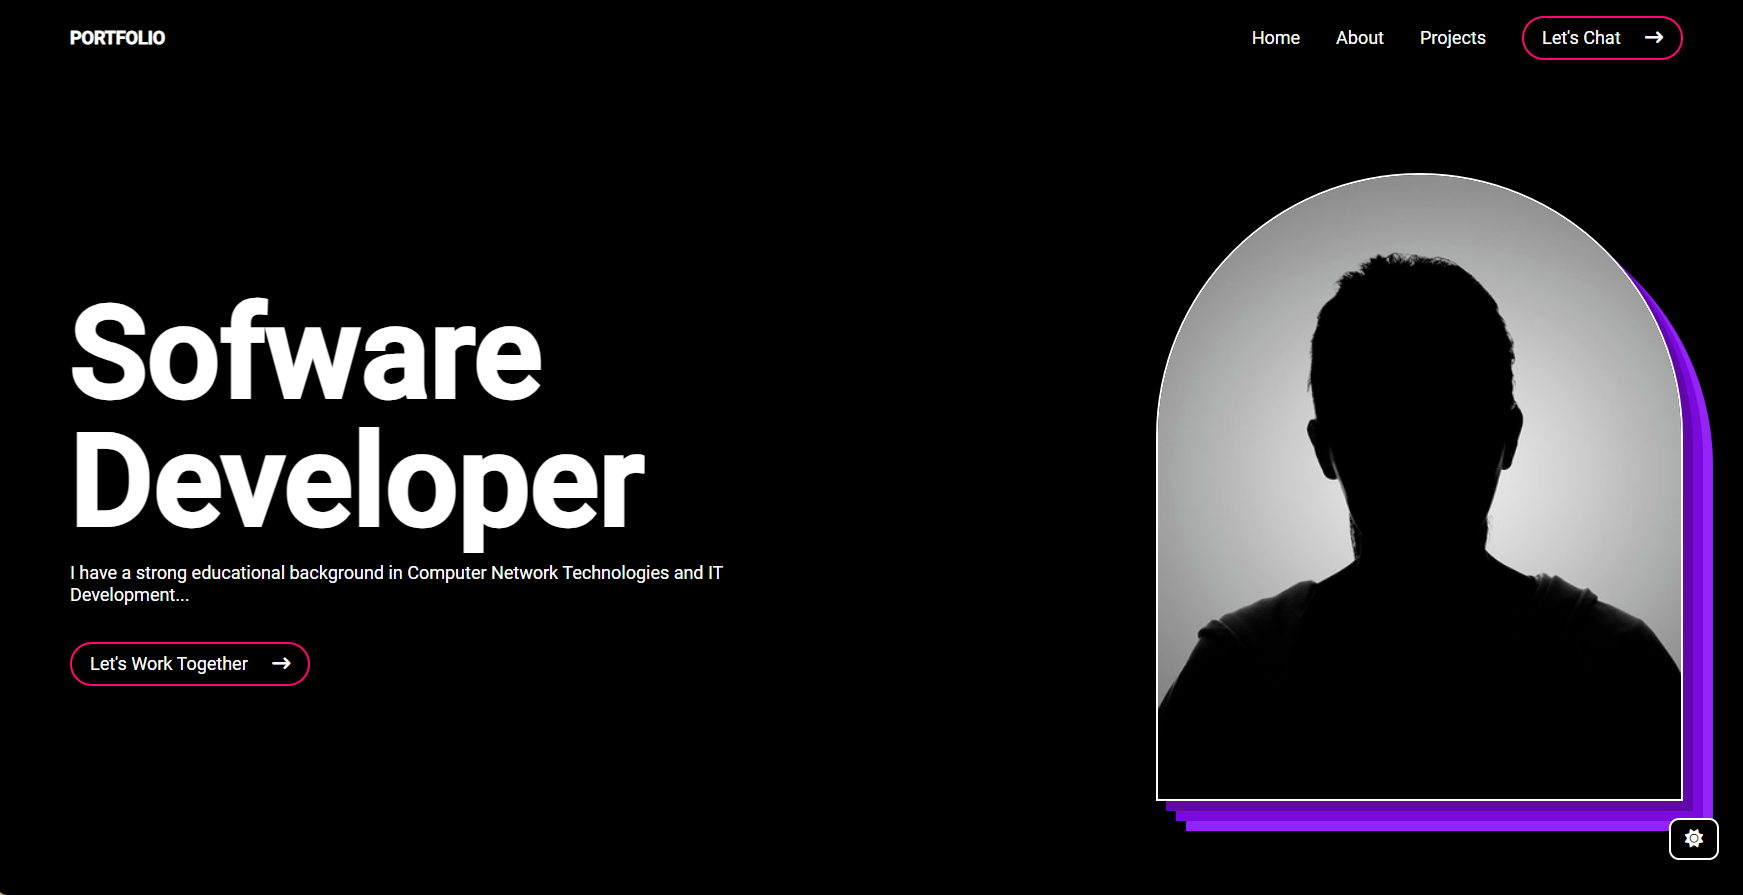 PORTFOLIO
Home About Projects Let's Chat
Sofware
Developer
I have a strong educational background in Computer Network Technologies and IT
Development...
Let's Work Together